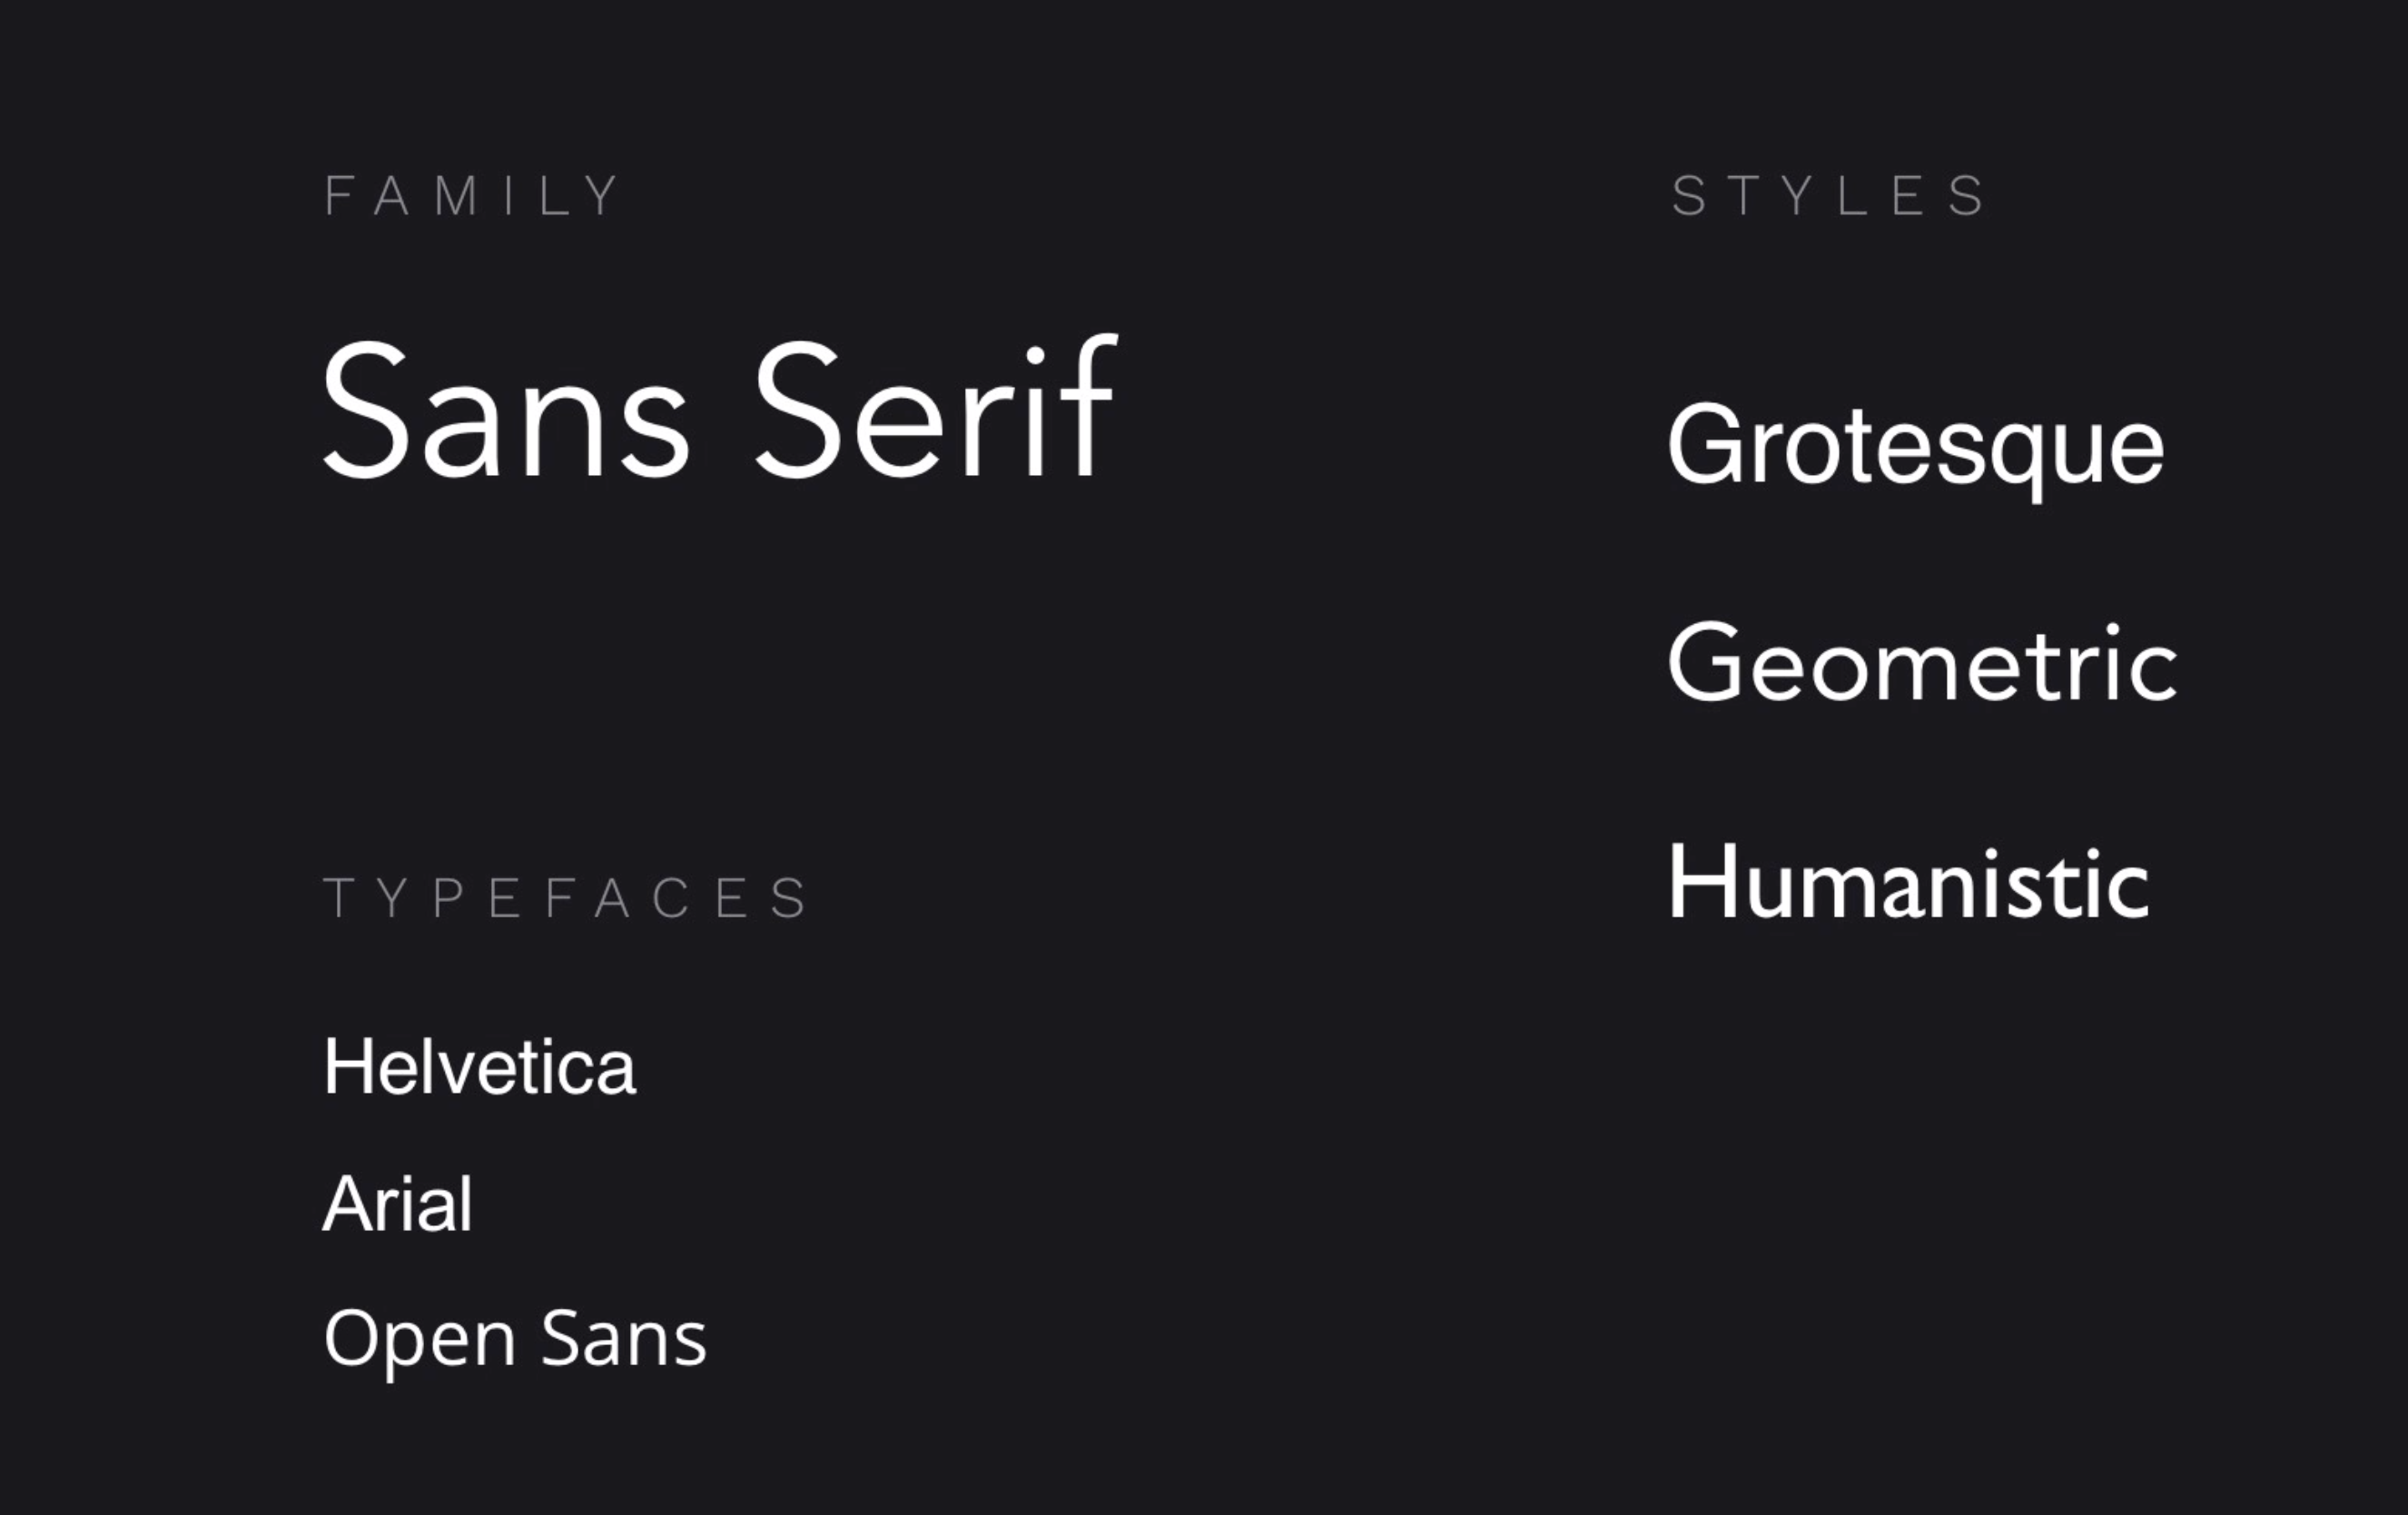 FAMILY
Sans Serif
TYPEFACES
Helvetica
Arial
Open Sans
STYLES
Grotesque
Geometric
Humanistic